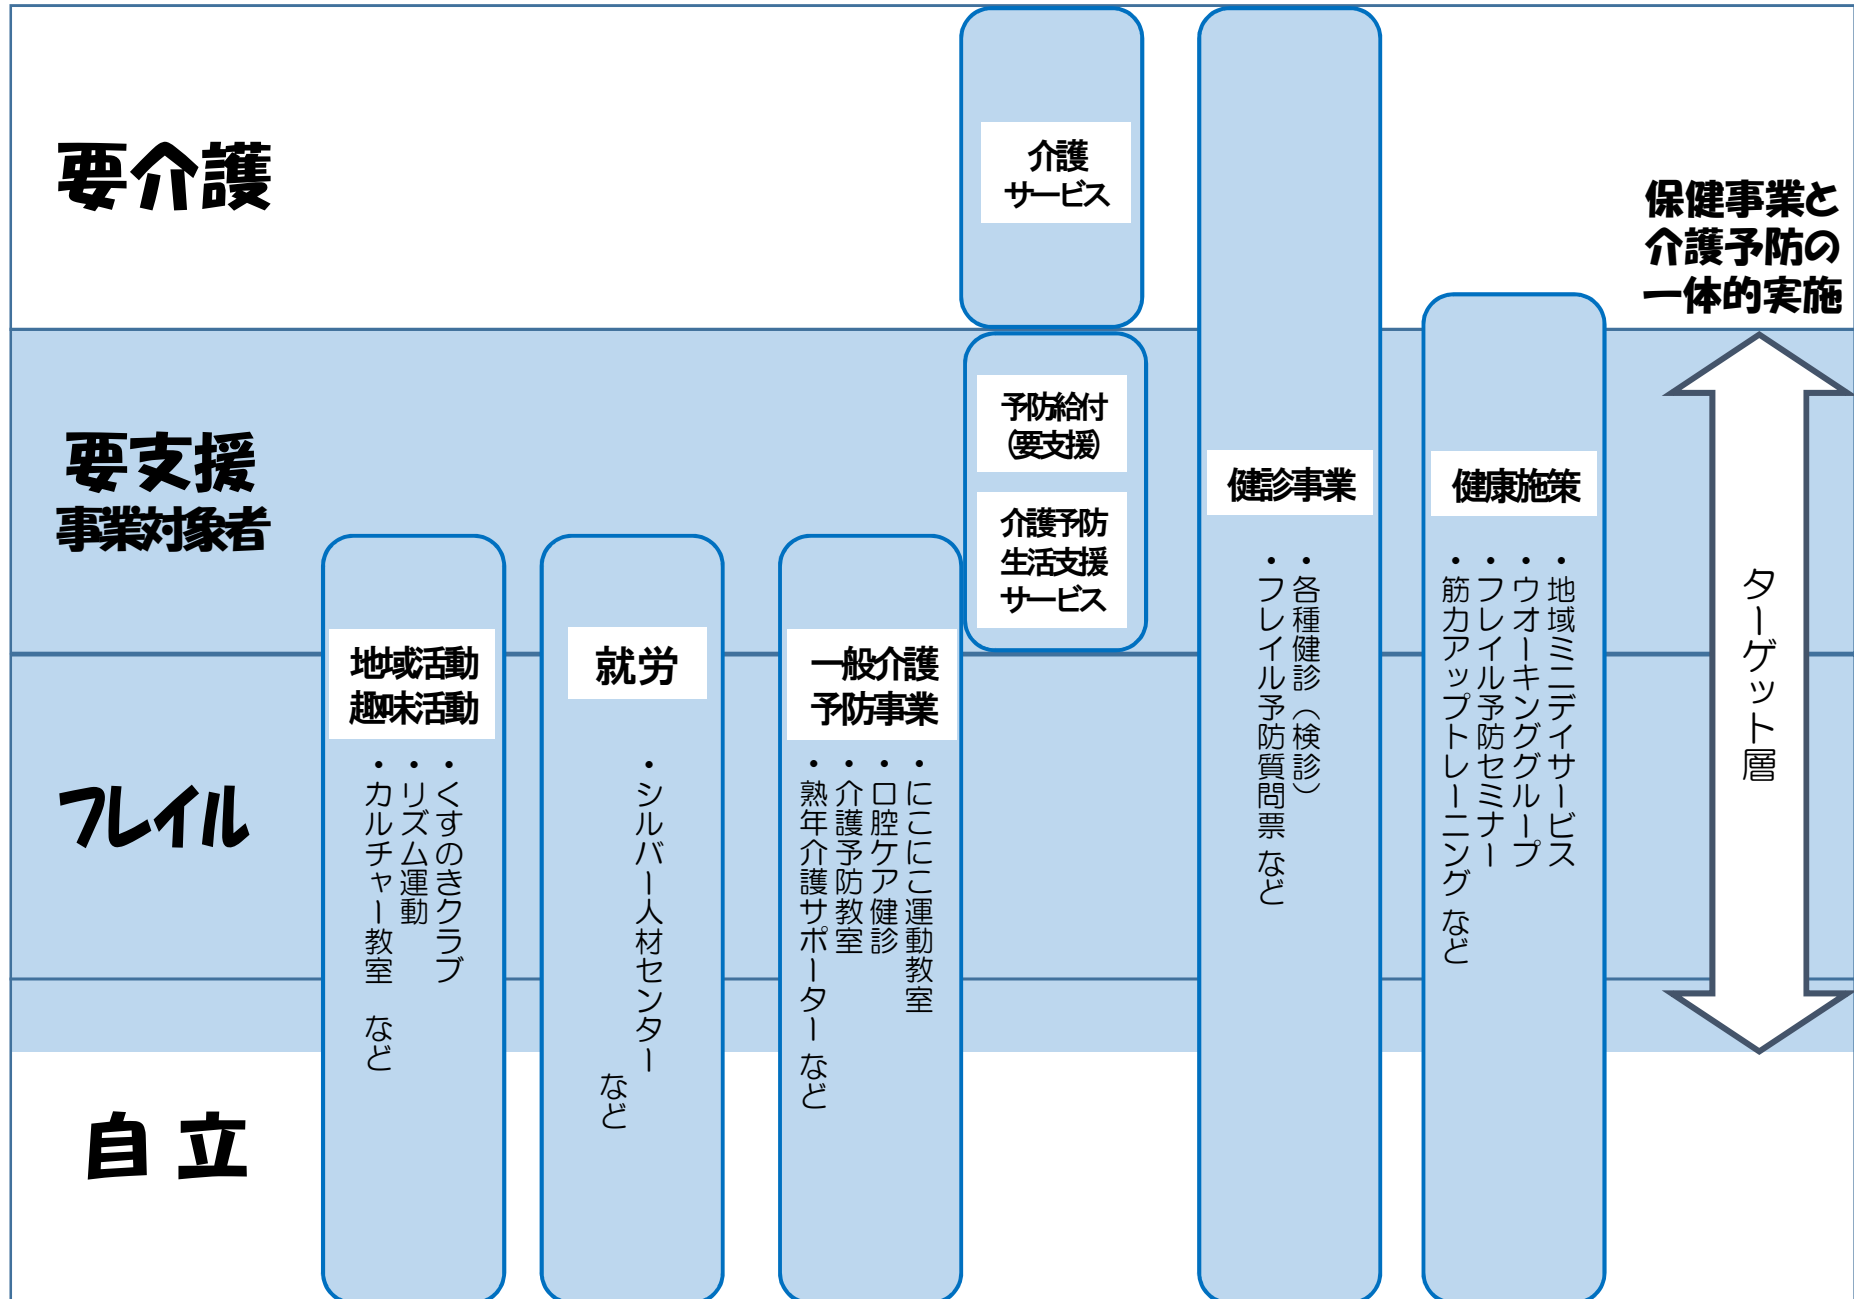 要介護
要支援
事業対象者
フレイル
自立
地域活動
趣味活動
・くすのきクラブ
・リズム運動
・カルチャー教室 など
就労
・シルバー人材センター
など
一般介護
予防事業
・にこにこ運動教室
・口腔ケア健診
・介護予防教室
・熟年介護サポーター など
介護
サービス
予防給付
(要支援)
介護予防
生活支援
サービス
健診事業
・各種健診（検診）
・フレイル予防質問票 など
健康施策
・地域ミニデイサービス
・ウオーキンググループ
・フレイル予防セミナー
・筋力アップトレーニング など
保健事業と
介護予防の
一体的実施
ターゲット層